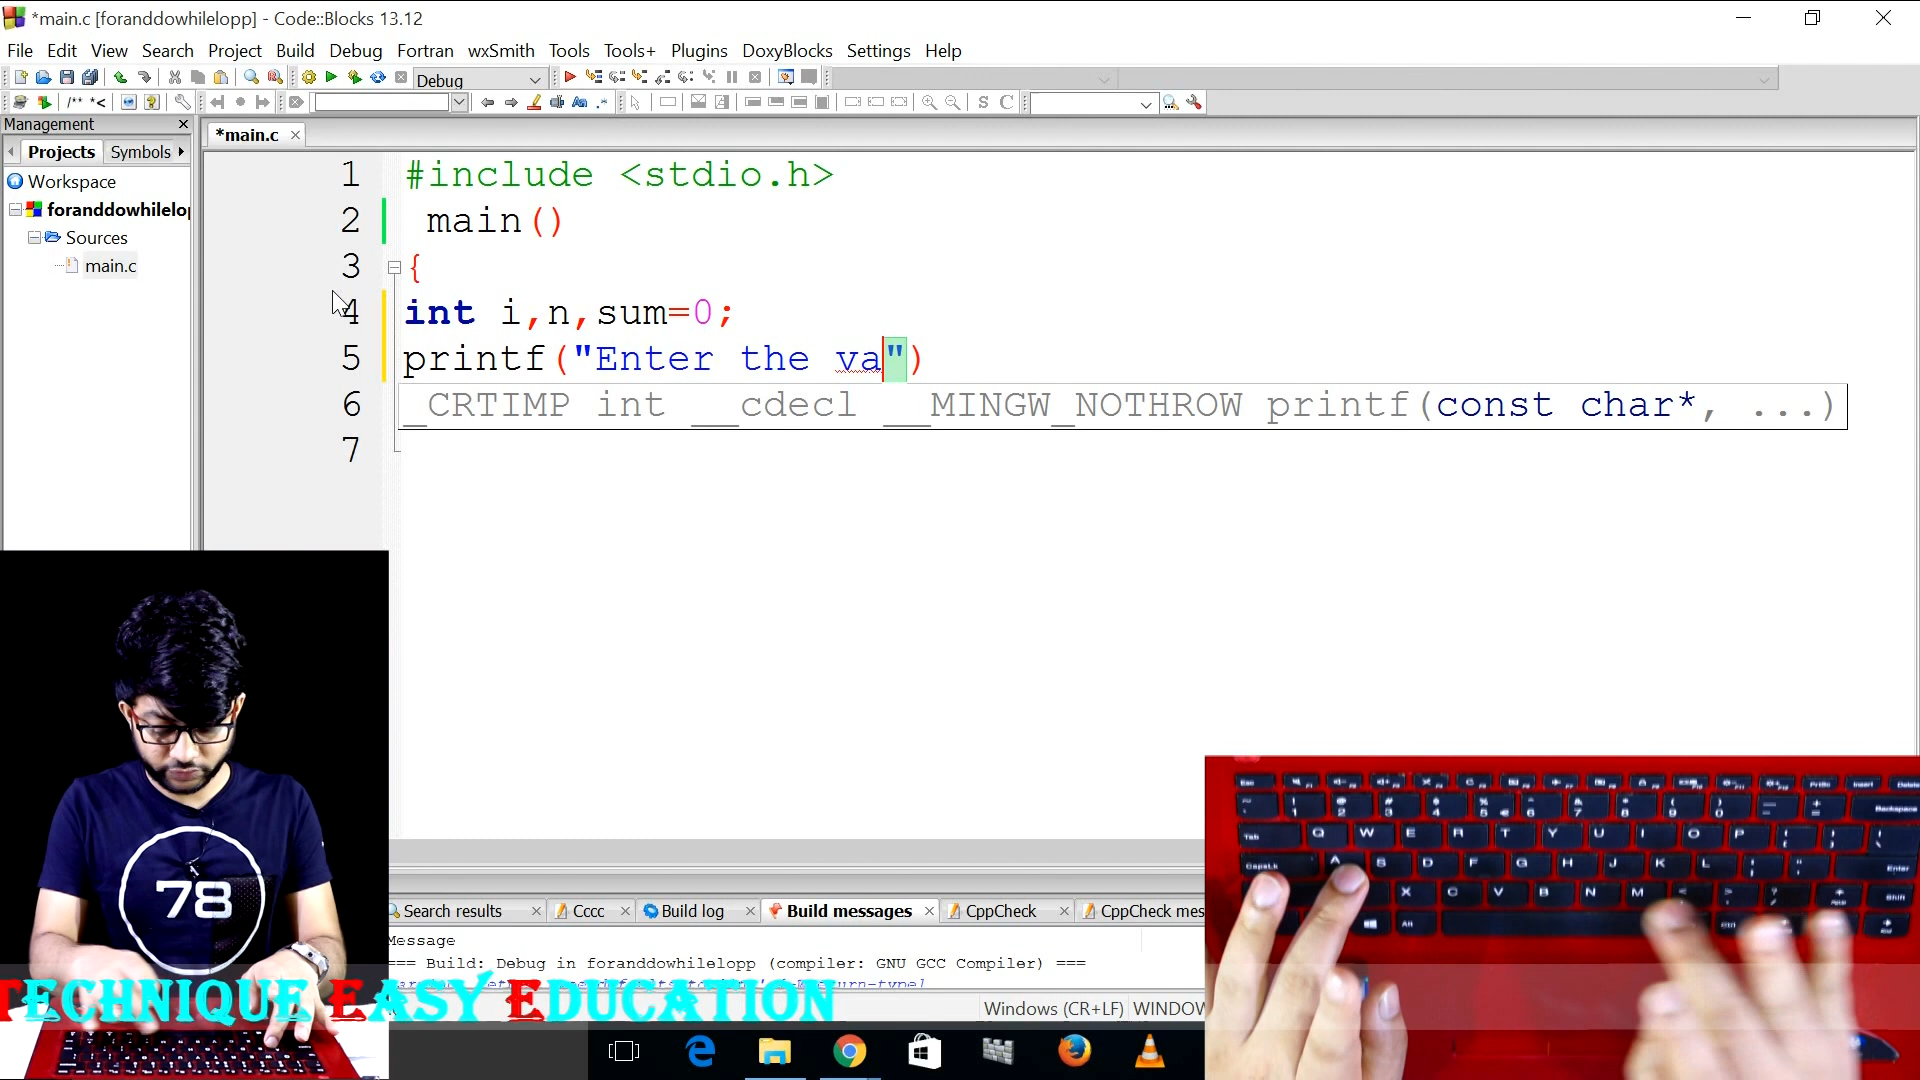 *main.c [foranddowhilelopp] - Code::Blocks 13.12
File Edit View Search Project Build Debug Fortran wxSmith Tools Tools+ Plugins DoxyBlocks Settings Help
Debug
/** *<
S C
Management
Projects Symbols
*main.c
Workspace
foranddowhilelop
Sources
main.c
1 #include <stdio.h>
2 main()
3 {
4 int i,n,sum=0;
5 printf("Enter the va")
6 _CRTIMP int __cdecl __MINGW_NOTHROW printf(const char*, ...)
7
78
Search results Cccc Build log Build messages CppCheck CppCheck mes
Message
=== Build: Debug in foranddowhilelopp (compiler: GNU GCC Compiler) ===
TECHNIQUE EASY EDUCATION
Windows (CR+LF) WINDOW
Q W E R T Y U I O P
A S D F G H J K L
X C V B N M